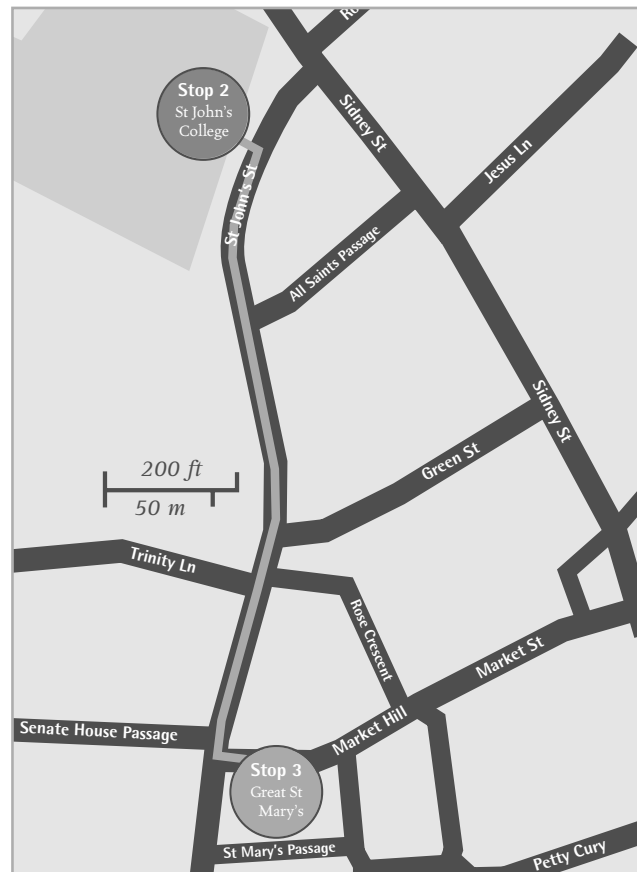 Ro
Stop 2
St John's
College
Sidney St
Jesus Ln
St John's St
All Saints Passage
Sidney St
Green St
200 ft
50 m
Trinity Ln
Rose Crescent
Market St
Senate House Passage
Market Hill
Stop 3
Great St
Mary's
St Mary's Passage
Petty Cury